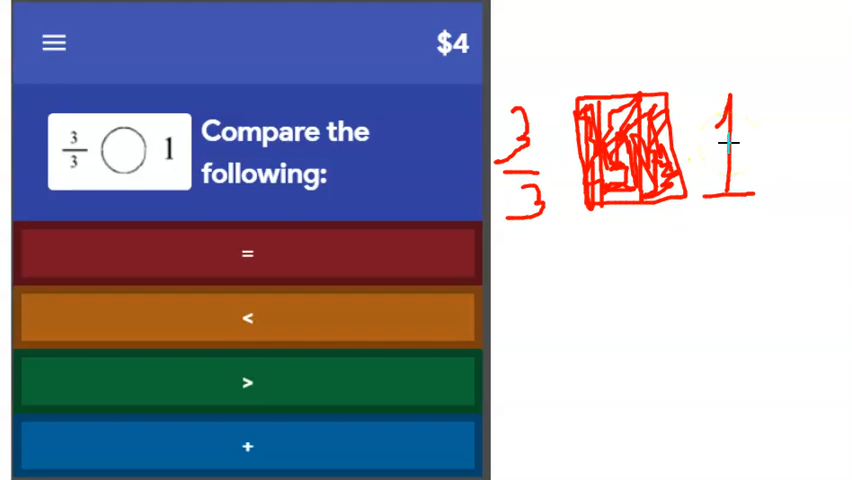 $4
3/3 ◯ 1
Compare the
following:
=
<
>
+
3/3 1